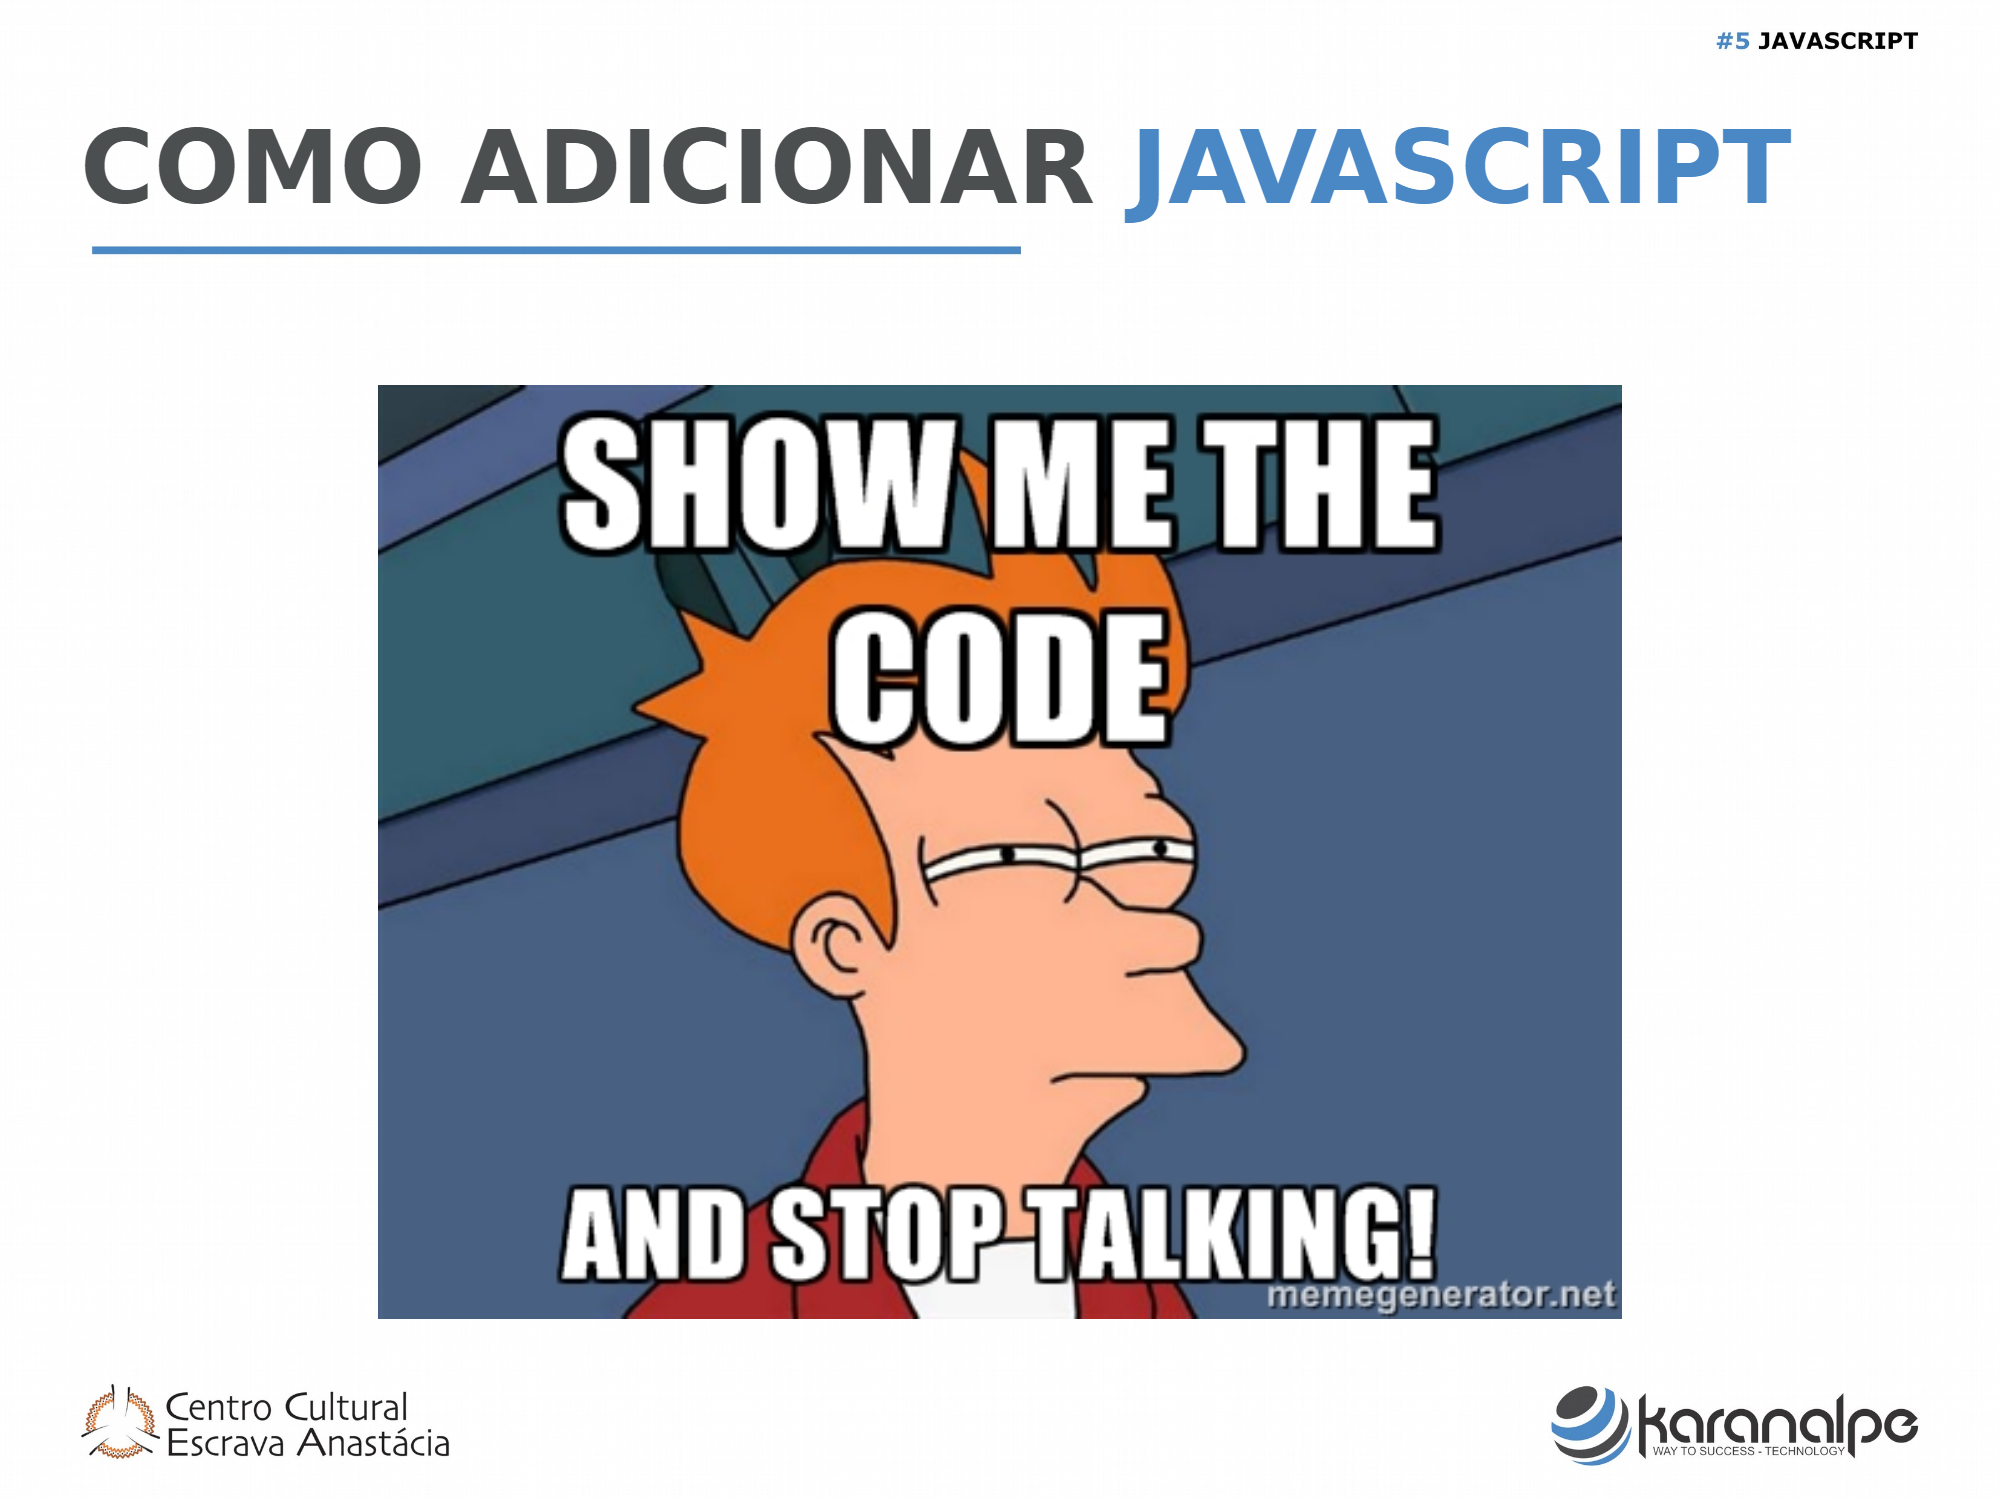 #5 JAVASCRIPT
COMO ADICIONAR JAVASCRIPT
SHOW ME THE
CODE
AND STOP TALKING!
memegenerator.net
Centro Cultural
Escrava Anastácia
karanalpe
WAY TO SUCCESS - TECHNOLOGY